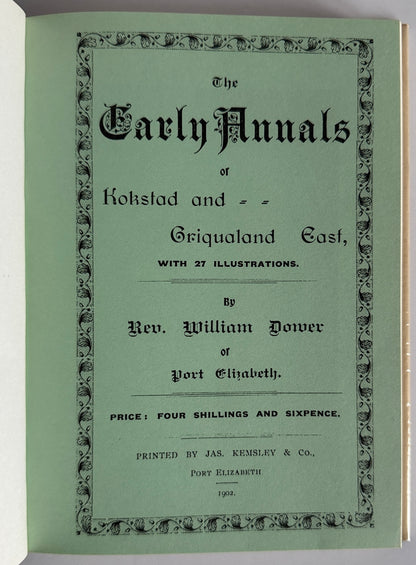 The
Early Annals
of
Kokstad and - -
Griqualand East,
WITH 27 ILLUSTRATIONS.
By
Rev. William Dower
of
Port Elizabeth.
PRICE: FOUR SHILLINGS AND SIXPENCE.
PRINTED BY JAS. KEMSLEY & Co.,
PORT ELIZABETH
1902.